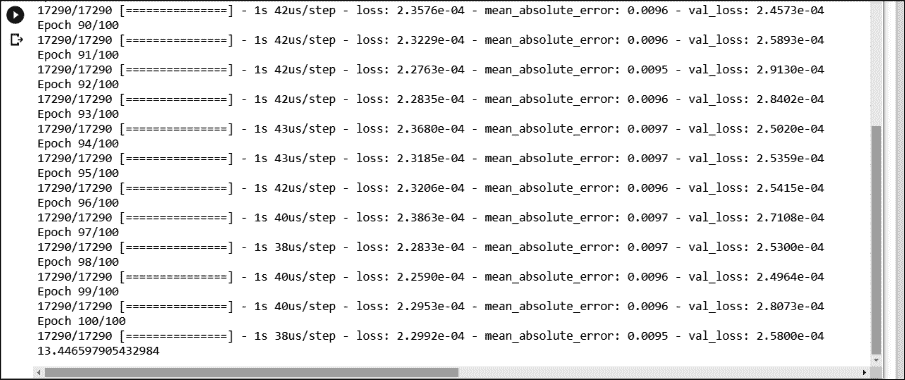 17290/17290 [===============] - 1s 42us/step - loss: 2.3576e-04 - mean_absolute_error: 0.0096 - val_loss: 2.4573e-04
Epoch 90/100
17290/17290 [===============] - 1s 42us/step - loss: 2.3229e-04 - mean_absolute_error: 0.0096 - val_loss: 2.5893e-04
Epoch 91/100
17290/17290 [===============] - 1s 42us/step - loss: 2.2763e-04 - mean_absolute_error: 0.0095 - val_loss: 2.9130e-04
Epoch 92/100
17290/17290 [===============] - 1s 42us/step - loss: 2.2835e-04 - mean_absolute_error: 0.0096 - val_loss: 2.8402e-04
Epoch 93/100
17290/17290 [===============] - 1s 43us/step - loss: 2.3680e-04 - mean_absolute_error: 0.0097 - val_loss: 2.5020e-04
Epoch 94/100
17290/17290 [===============] - 1s 43us/step - loss: 2.3185e-04 - mean_absolute_error: 0.0097 - val_loss: 2.5359e-04
Epoch 95/100
17290/17290 [===============] - 1s 42us/step - loss: 2.3206e-04 - mean_absolute_error: 0.0096 - val_loss: 2.5415e-04
Epoch 96/100
17290/17290 [===============] - 1s 40us/step - loss: 2.3863e-04 - mean_absolute_error: 0.0097 - val_loss: 2.7108e-04
Epoch 97/100
17290/17290 [===============] - 1s 38us/step - loss: 2.2833e-04 - mean_absolute_error: 0.0097 - val_loss: 2.5300e-04
Epoch 98/100
17290/17290 [===============] - 1s 40us/step - loss: 2.2590e-04 - mean_absolute_error: 0.0096 - val_loss: 2.4964e-04
Epoch 99/100
17290/17290 [===============] - 1s 40us/step - loss: 2.2953e-04 - mean_absolute_error: 0.0096 - val_loss: 2.8073e-04
Epoch 100/100
17290/17290 [===============] - 1s 38us/step - loss: 2.2992e-04 - mean_absolute_error: 0.0095 - val_loss: 2.5800e-04
13.446597905432984